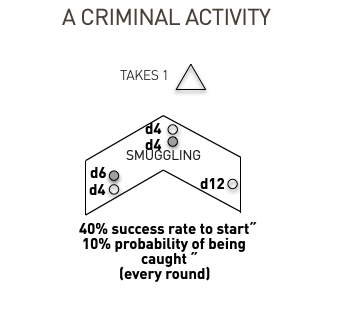 A CRIMINAL ACTIVITY
TAKES 1
d4
d4
SMUGGLING
d6
d4
d12
40% success rate to start˝
10% probability of being
caught ˝
(every round)